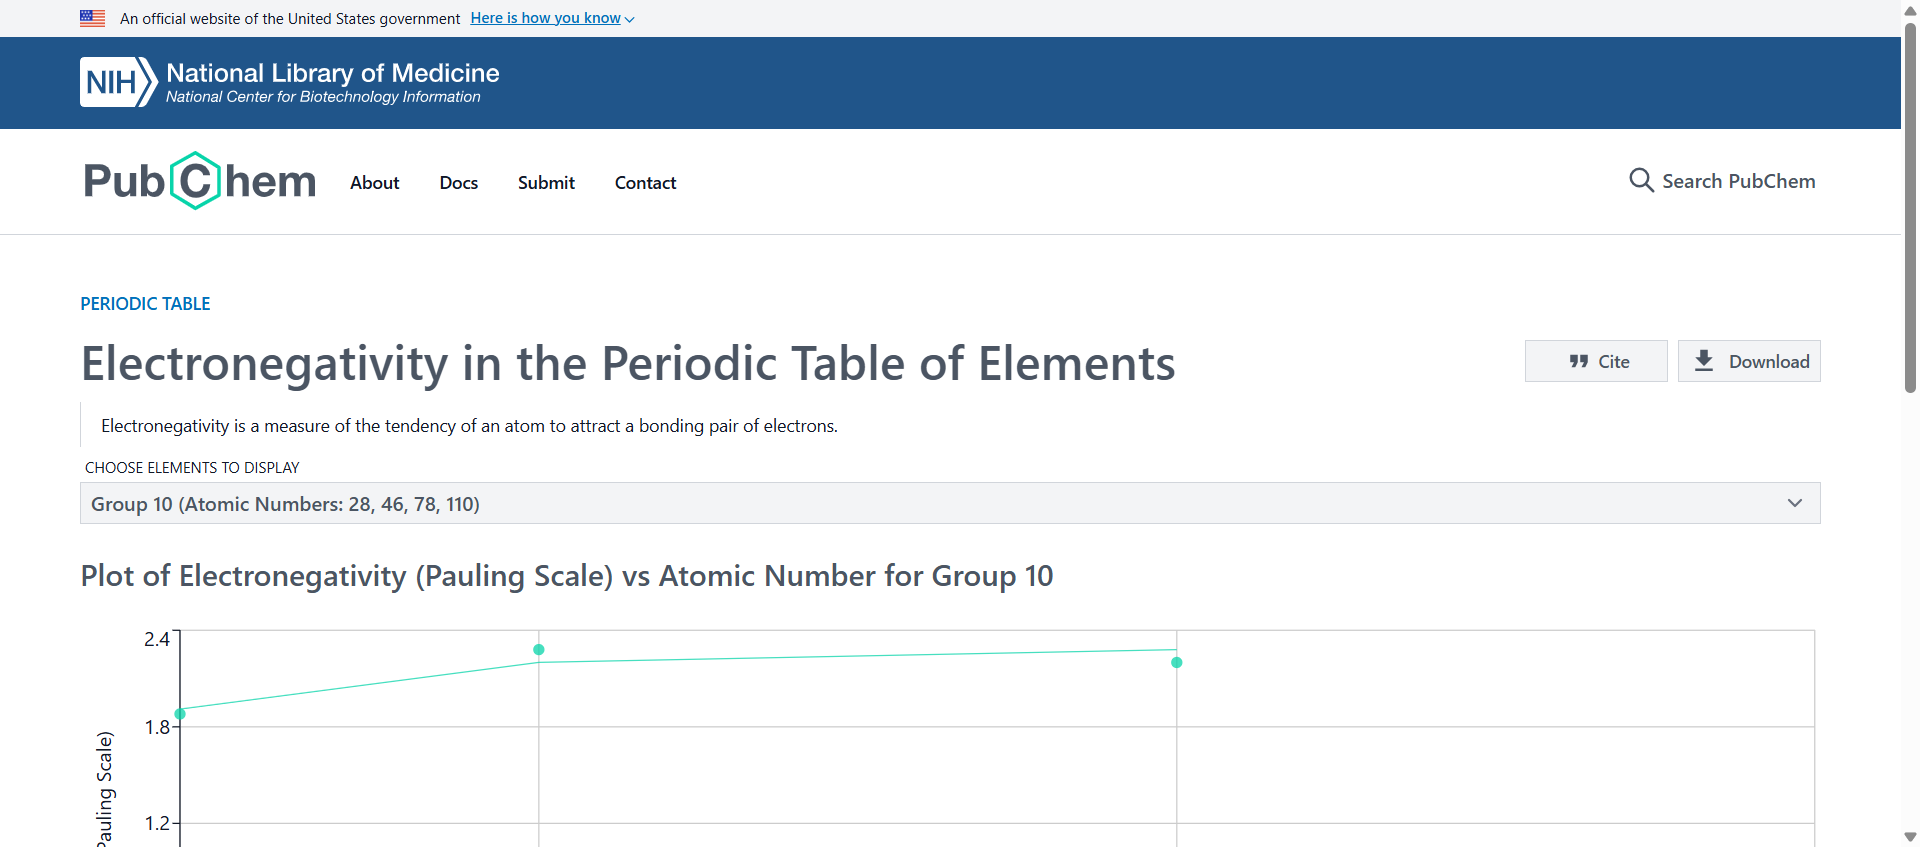 An official website of the United States government Here is how you know
NIH National Library of Medicine
National Center for Biotechnology Information
PubChem About Docs Submit Contact Search PubChem
PERIODIC TABLE
Electronegativity in the Periodic Table of Elements
Cite Download
Electronegativity is a measure of the tendency of an atom to attract a bonding pair of electrons.
CHOOSE ELEMENTS TO DISPLAY
Group 10 (Atomic Numbers: 28, 46, 78, 110)
Plot of Electronegativity (Pauling Scale) vs Atomic Number for Group 10
2.4
1.8
1.2
Pauling Scale)